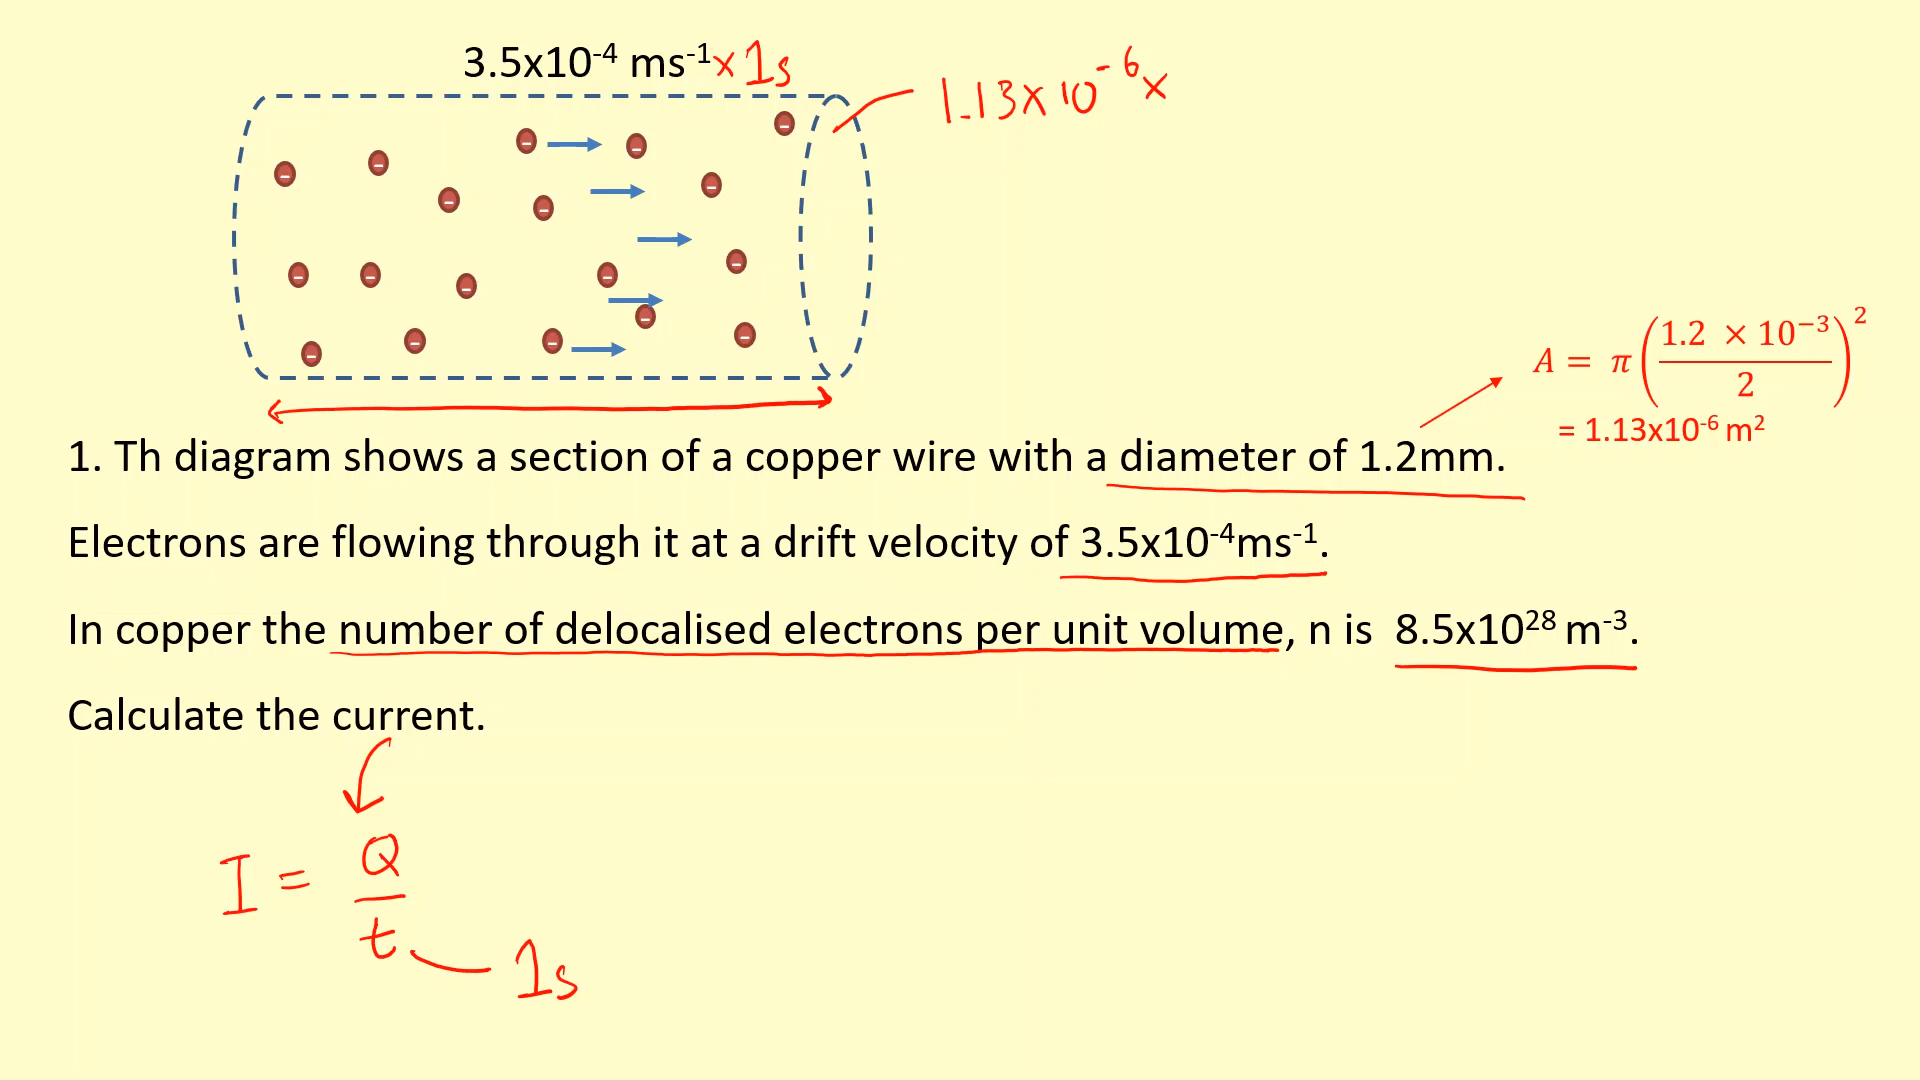 3.5x10⁻⁴ ms⁻¹x 1s
1.13x10⁻⁶x
A = π(1.2 × 10⁻³/2)²
= 1.13x10⁻⁶ m²
1. Th diagram shows a section of a copper wire with a diameter of 1.2mm.
Electrons are flowing through it at a drift velocity of 3.5x10⁻⁴ms⁻¹.
In copper the number of delocalised electrons per unit volume, n is 8.5x10²⁸ m⁻³.
Calculate the current.
I = Q/t
1s